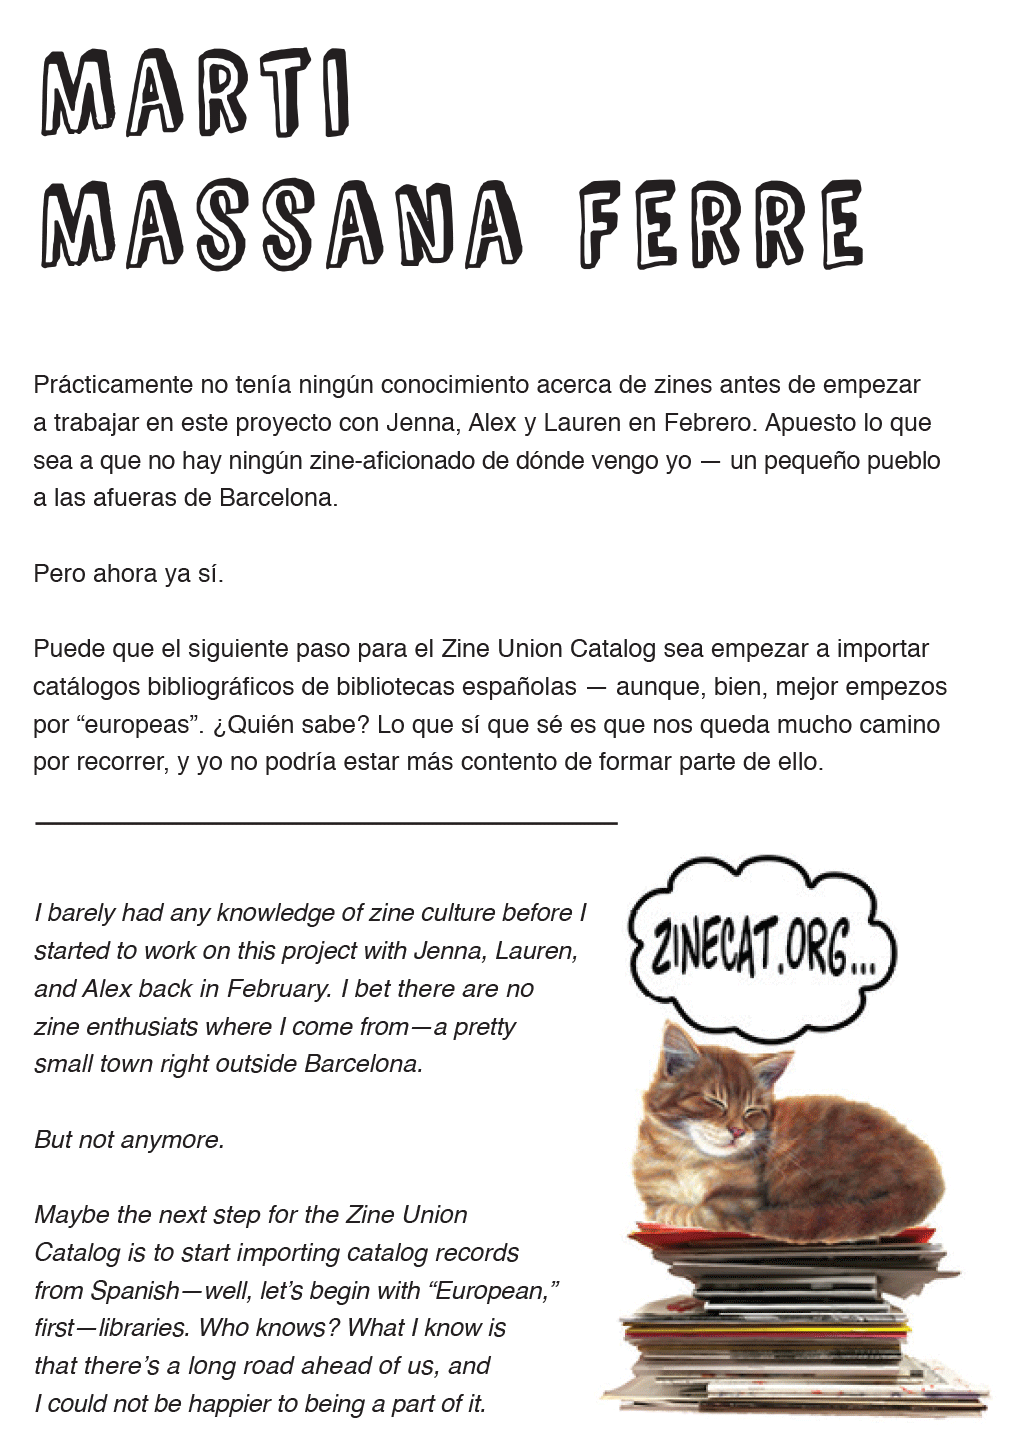 MARTI
MASSANA FERRE
Prácticamente no tenía ningún conocimiento acerca de zines antes de empezar
a trabajar en este proyecto con Jenna, Alex y Lauren en Febrero. Apuesto lo que
sea a que no hay ningún zine-aficionado de dónde vengo yo — un pequeño pueblo
a las afueras de Barcelona.
Pero ahora ya sí.
Puede que el siguiente paso para el Zine Union Catalog sea empezar a importar
catálogos bibliográficos de bibliotecas españolas — aunque, bien, mejor empezos
por “europeas”. ¿Quién sabe? Lo que sí que sé es que nos queda mucho camino
por recorrer, y yo no podría estar más contento de formar parte de ello.
I barely had any knowledge of zine culture before I
started to work on this project with Jenna, Lauren,
and Alex back in February. I bet there are no
zine enthusiats where I come from—a pretty
small town right outside Barcelona.
But not anymore.
Maybe the next step for the Zine Union
Catalog is to start importing catalog records
from Spanish—well, let’s begin with “European,”
first—libraries. Who knows? What I know is
that there’s a long road ahead of us, and
I could not be happier to being a part of it.
ZINECAT.ORG...